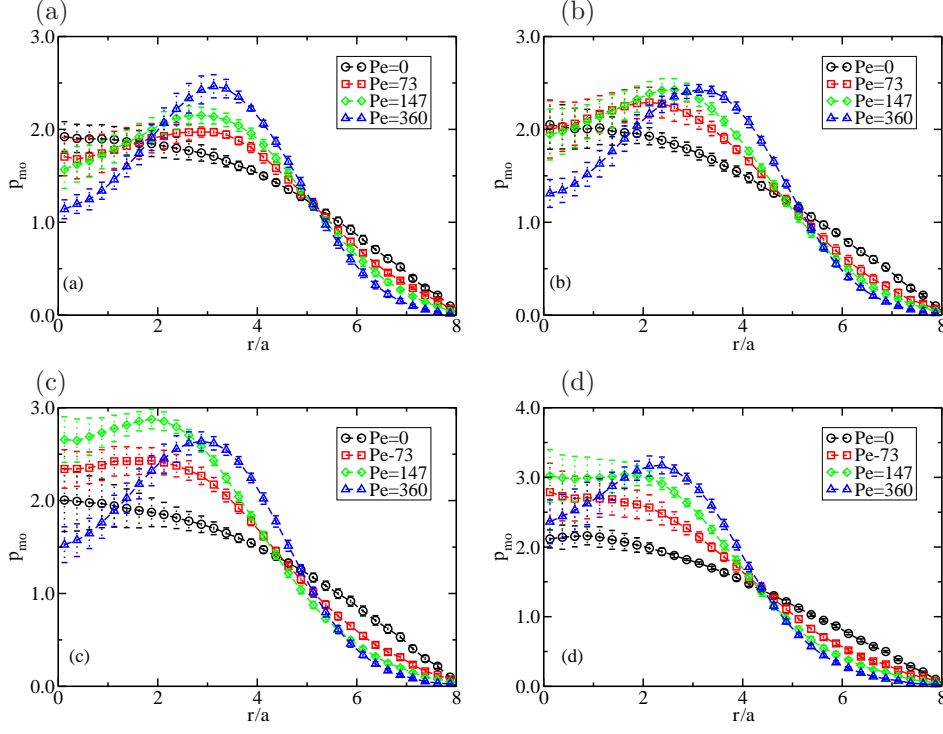 (a)
3.0
2.0
1.0
0.0
p_mo
Pe=0
Pe=73
Pe=147
Pe=360
(a)
0 2 4 6 8
r/a
(b)
3.0
2.0
1.0
0.0
p_mo
Pe=0
Pe=73
Pe=147
Pe=360
(b)
0 2 4 6 8
r/a
(c)
3.0
2.0
1.0
0.0
p_mo
Pe=0
Pe-73
Pe=147
Pe=360
(c)
0 2 4 6 8
r/a
(d)
4.0
3.0
2.0
1.0
0.0
p_mo
Pe=0
Pe=73
Pe=147
Pe=360
(d)
0 2 4 6 8
r/a